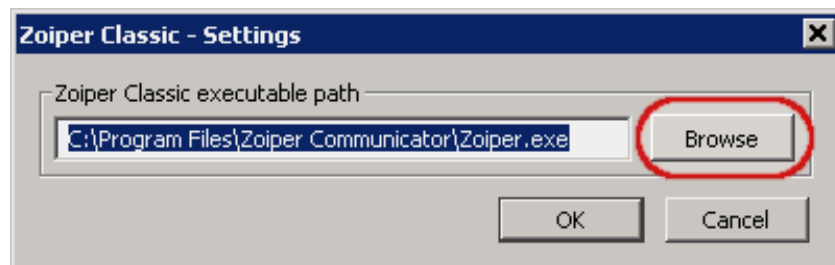 Zoiper Classic - Settings
Zoiper Classic executable path
C:\Program Files\Zoiper Communicator\Zoiper.exe
Browse
OK
Cancel